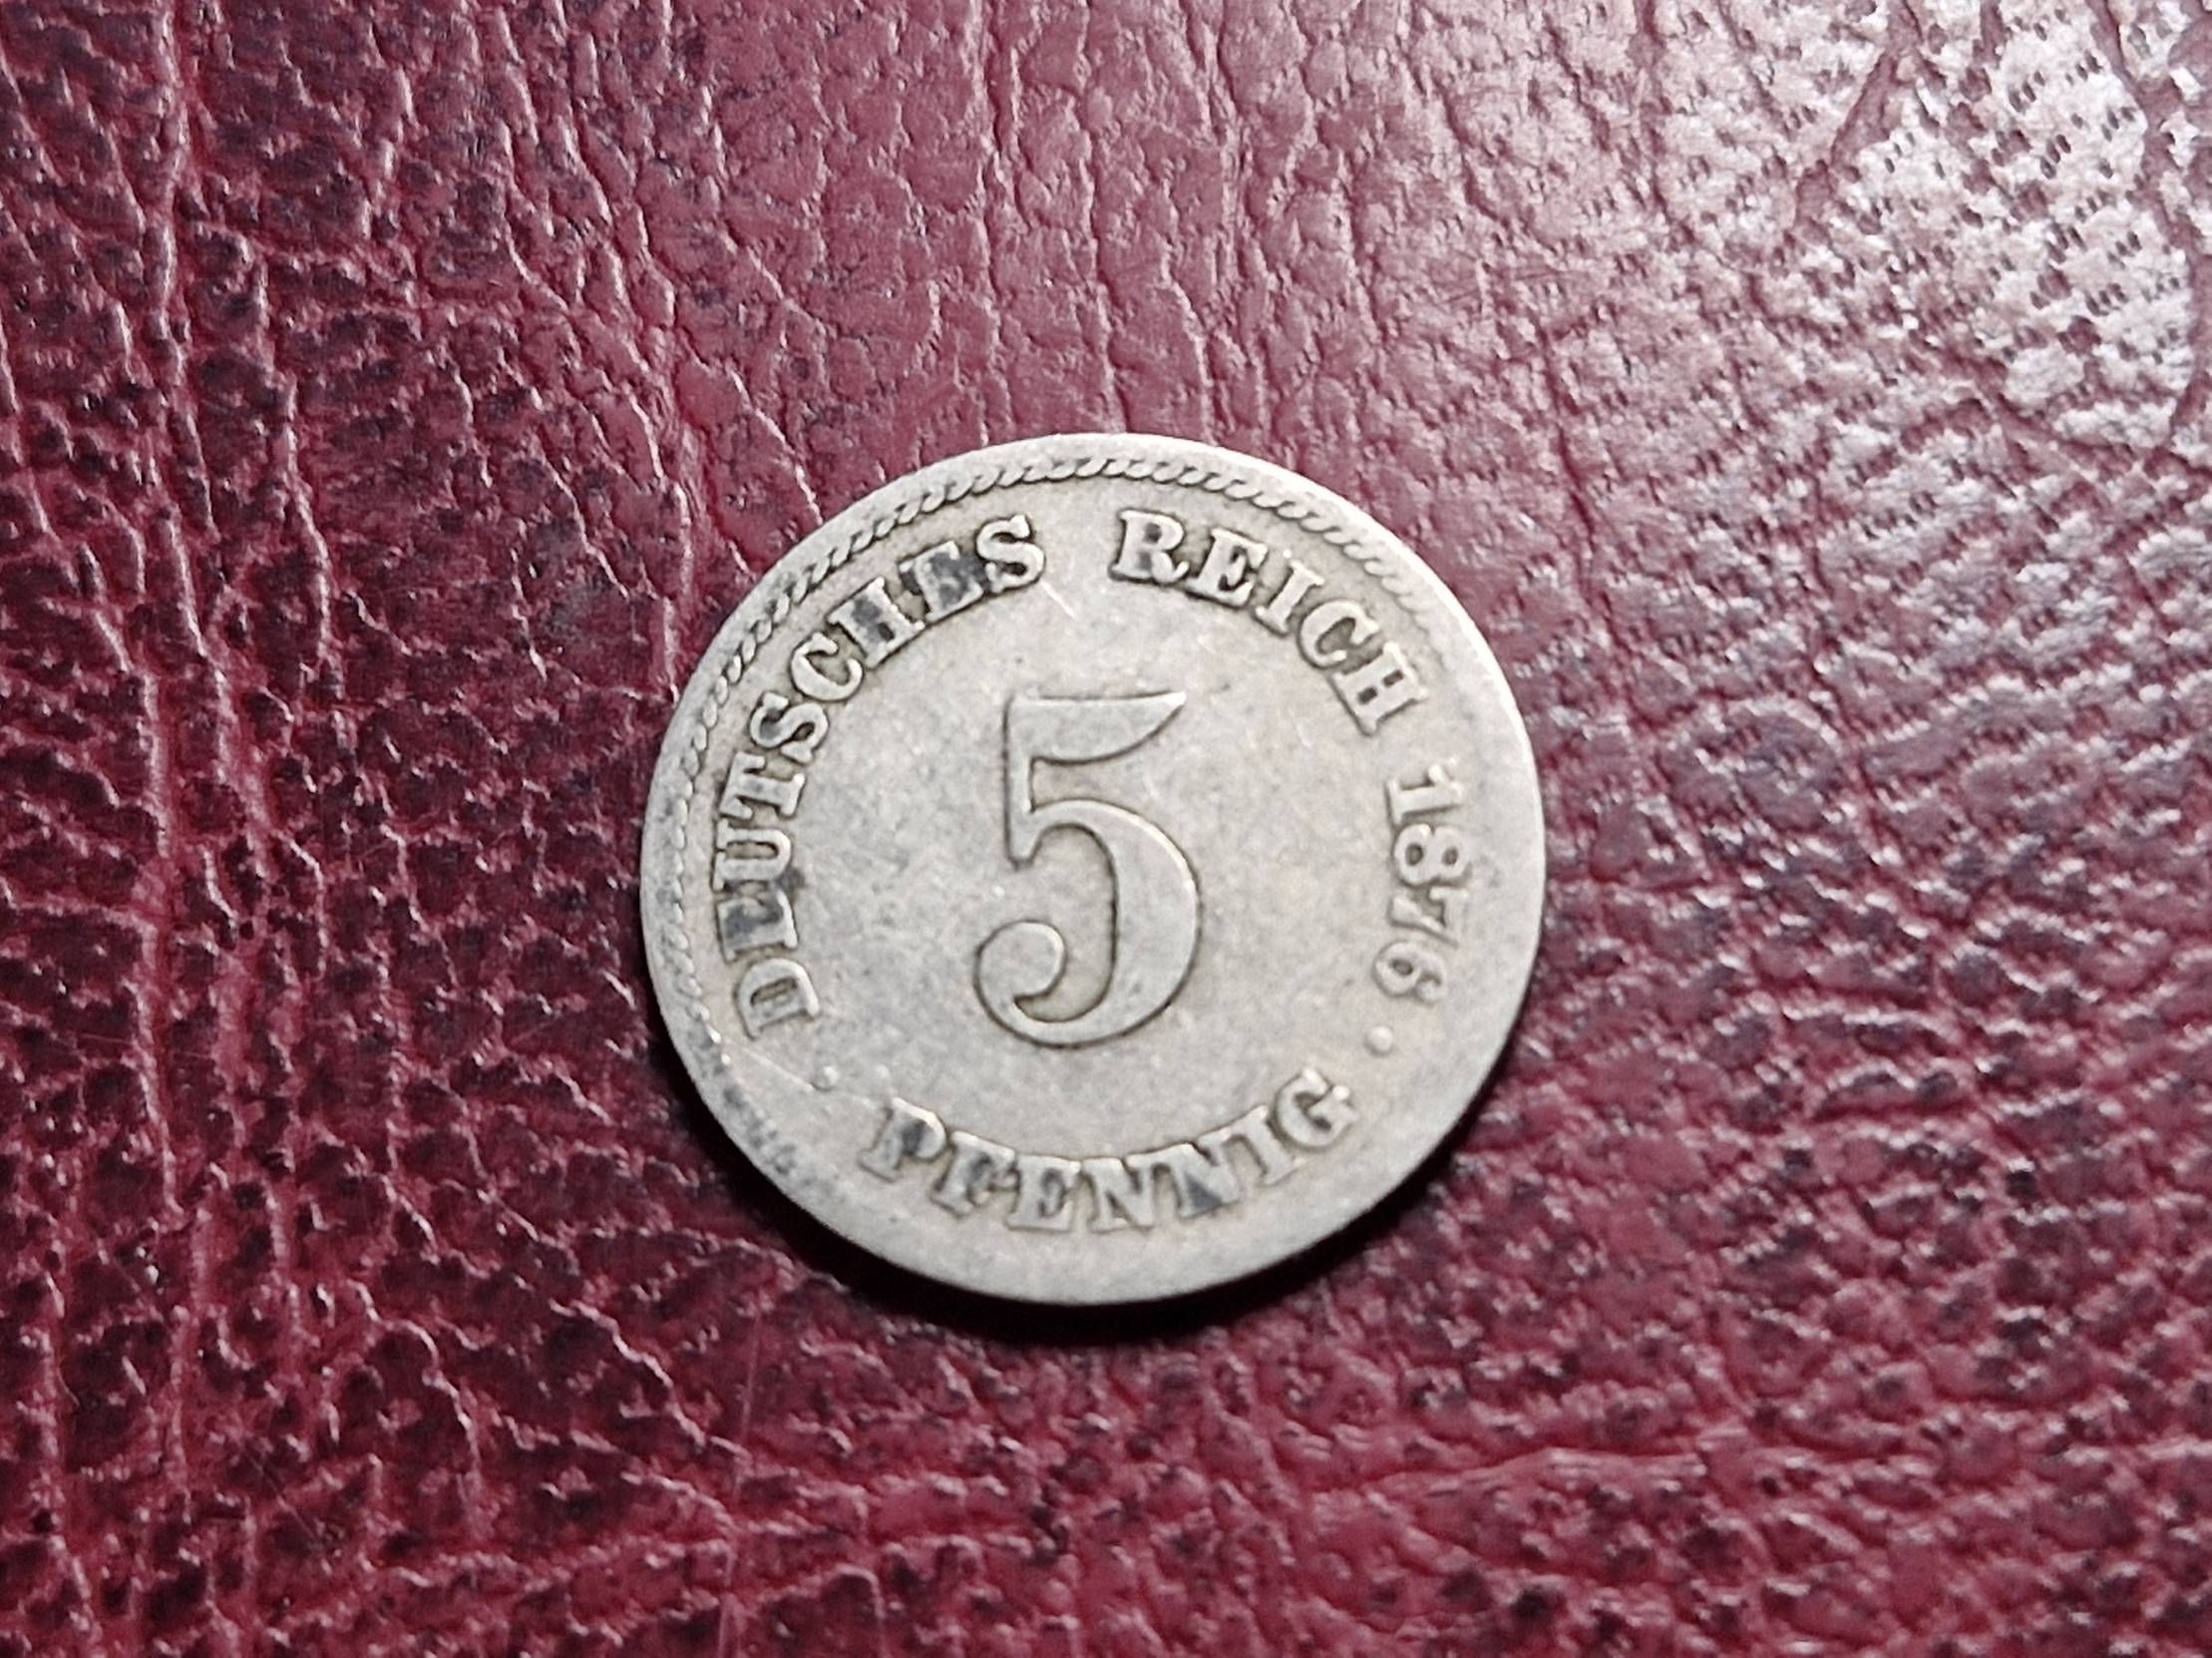 DEUTSCHES REICH 1876
5
PFENNIG